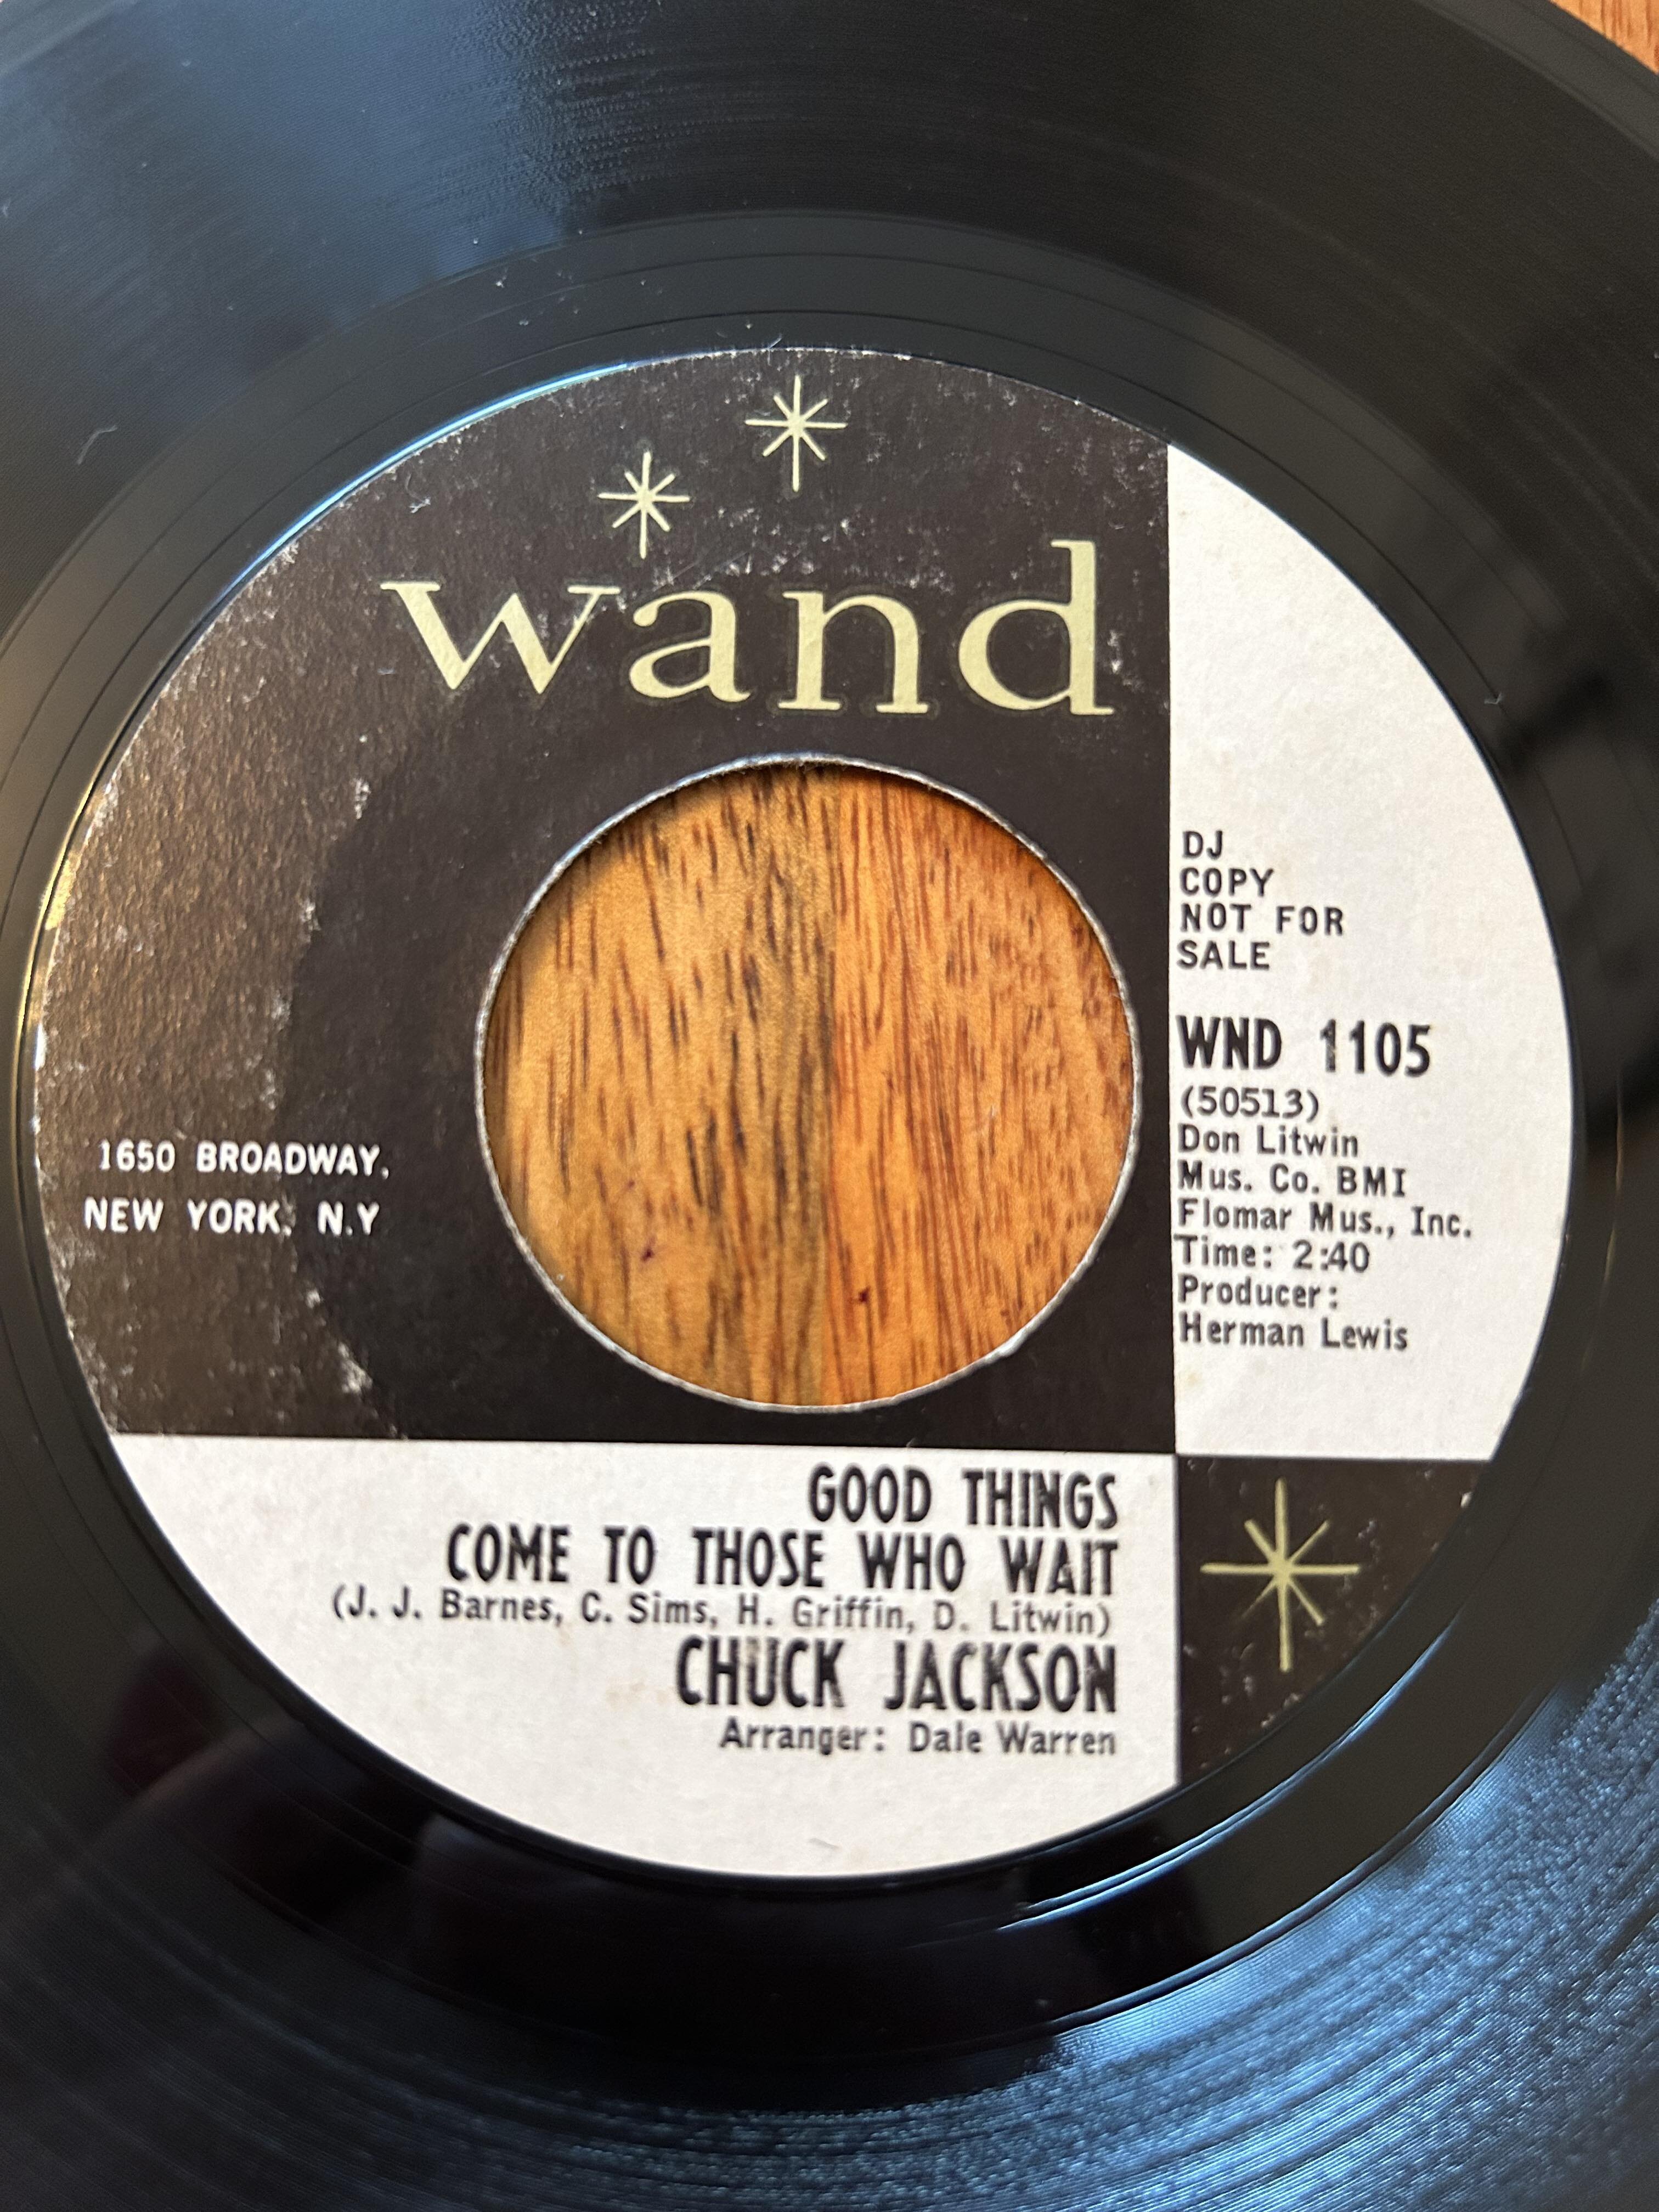 wand
DJ
COPY
NOT FOR
SALE
WND 1105
(50513)
Don Litwin
Mus. Co. BMI
Flomar Mus., Inc.
Time: 2:40
Producer:
Herman Lewis
1650 BROADWAY,
NEW YORK, N.Y
GOOD THINGS
COME TO THOSE WHO WAIT
(J. J. Barnes, C. Sims, H. Griffin, D. Litwin)
CHUCK JACKSON
Arranger: Dale Warren